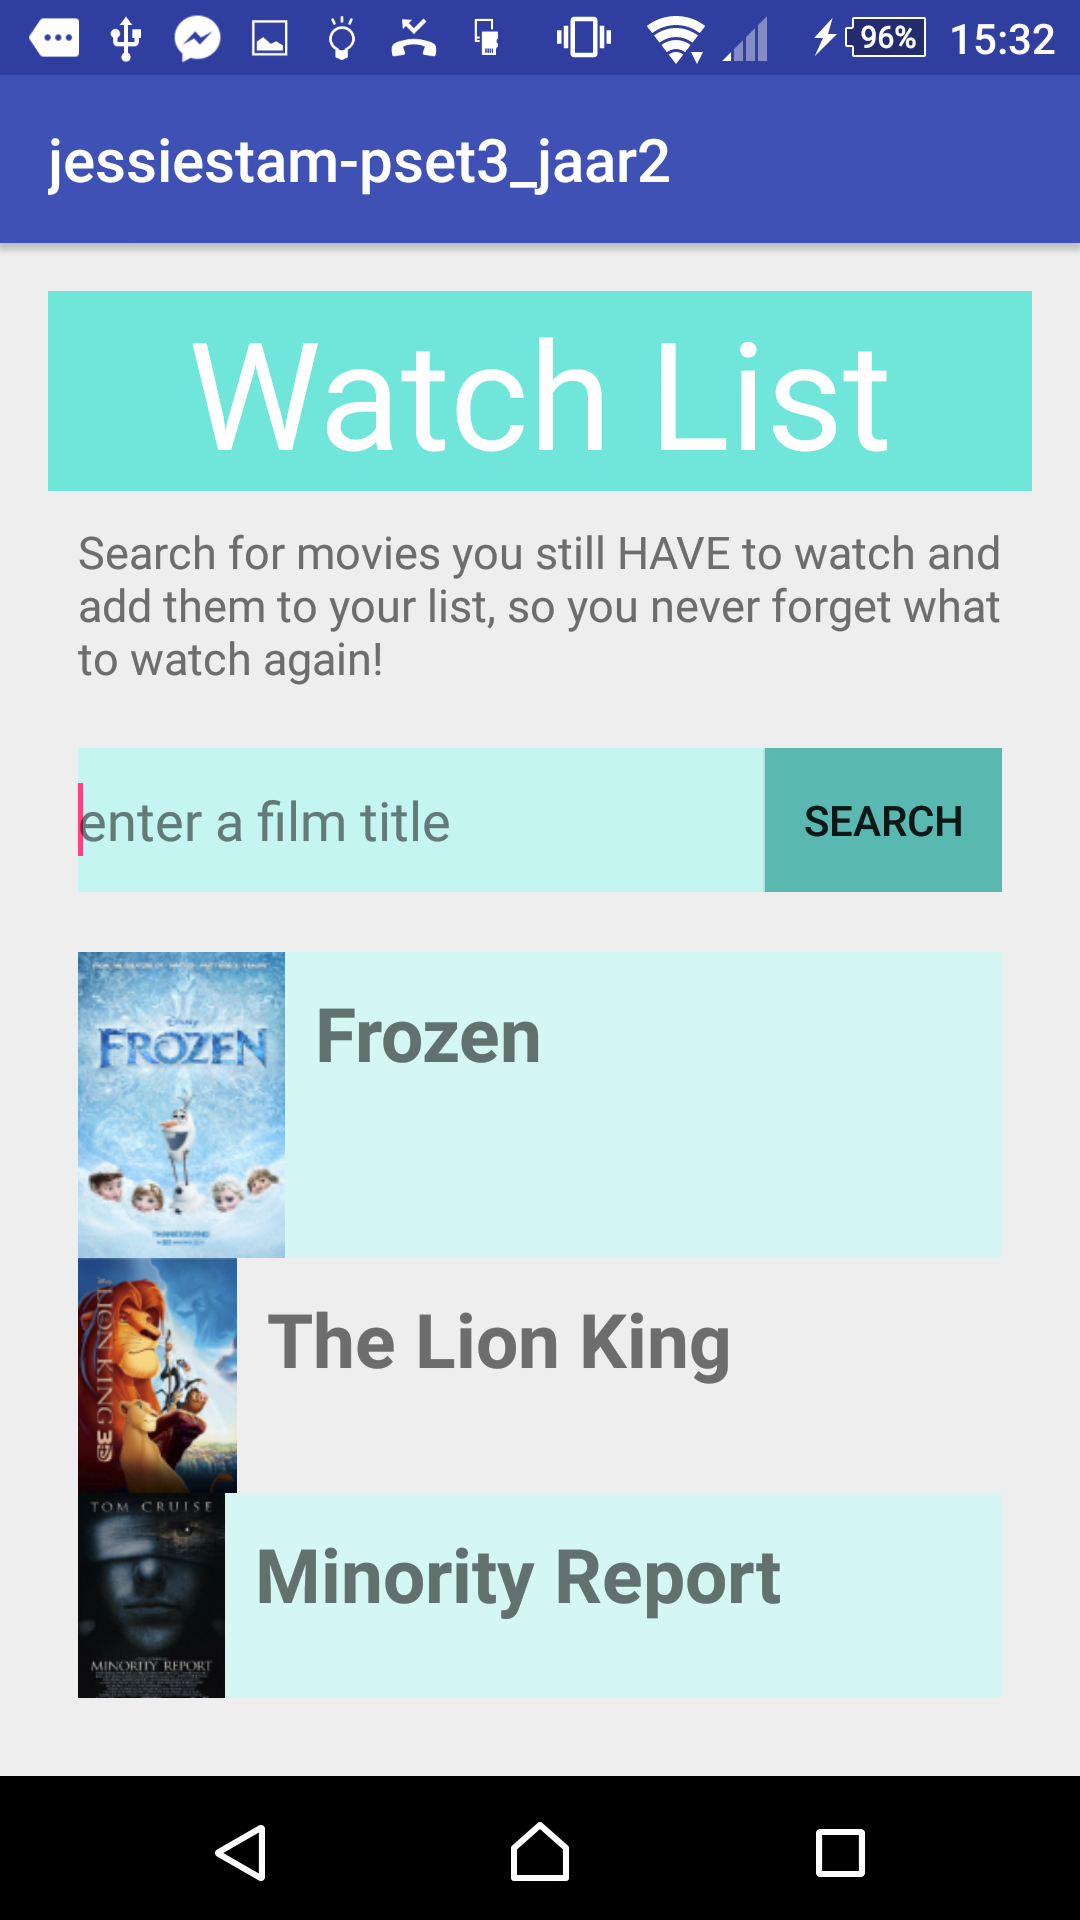 96% 15:32
jessiestam-pset3_jaar2
Watch List
Search for movies you still HAVE to watch and
add them to your list, so you never forget what
to watch again!
enter a film title
SEARCH
DISNEY
FROZEN
Frozen
LION KING 3D
The Lion King
TOM CRUISE
MINORITY REPORT
Minority Report